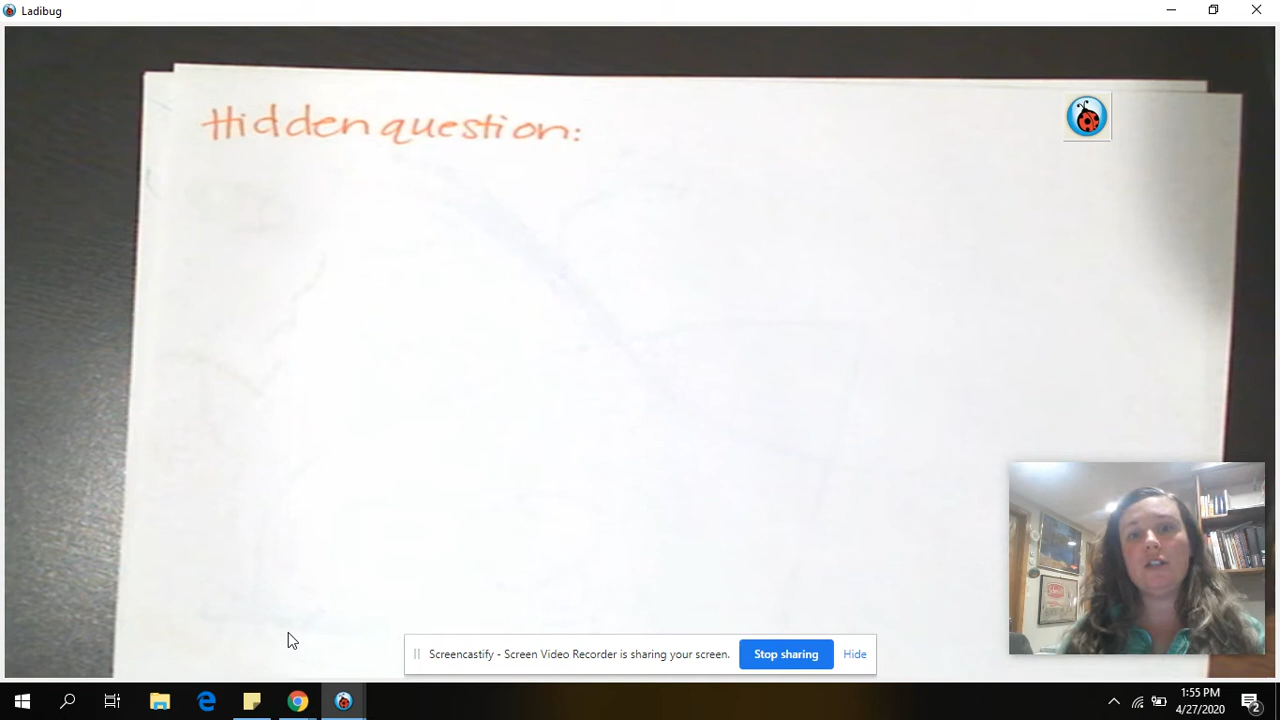 Ladibug
Hidden question:
Screencastify - Screen Video Recorder is sharing your screen.
Stop sharing
Hide
1:55 PM
4/27/2020
2